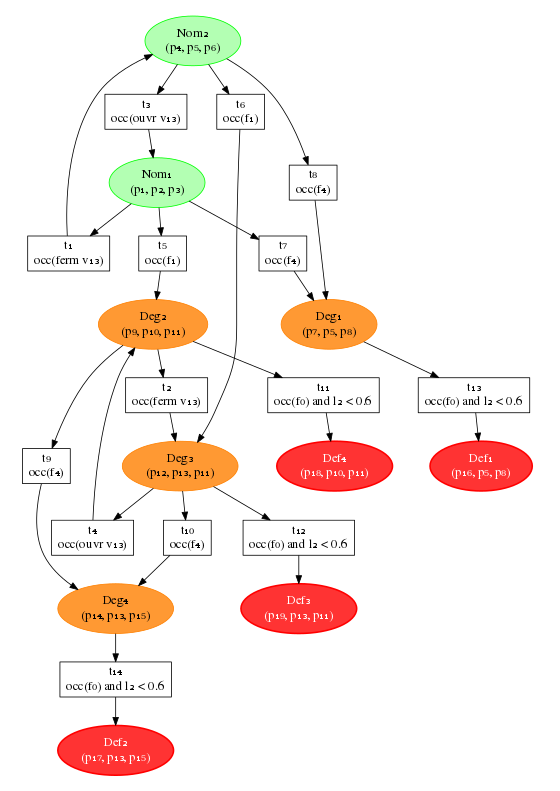 Nom₂
(p₄, p₅, p₆)
t₃
occ(ouvr v₁₃)
t₆
occ(f₁)
Nom₁
(p₁, p₂, p₃)
t₈
occ(f₄)
t₁
occ(ferm v₁₃)
t₅
occ(f₁)
t₇
occ(f₄)
Deg₂
(p₉, p₁₀, p₁₁)
Deg₁
(p₇, p₅, p₈)
t₂
occ(ferm v₁₃)
t₁₁
occ(f₀) and l₂ < 0.6
t₁₃
occ(f₀) and l₂ < 0.6
t₉
occ(f₄)
Deg₃
(p₁₂, p₁₃, p₁₁)
Def₄
(p₁₈, p₁₀, p₁₁)
Def₁
(p₁₆, p₅, p₈)
t₄
occ(ouvr v₁₃)
t₁₀
occ(f₄)
t₁₂
occ(f₀) and l₂ < 0.6
Deg₄
(p₁₄, p₁₃, p₁₅)
Def₃
(p₁₉, p₁₃, p₁₁)
t₁₄
occ(f₀) and l₂ < 0.6
Def₂
(p₁₇, p₁₃, p₁₅)